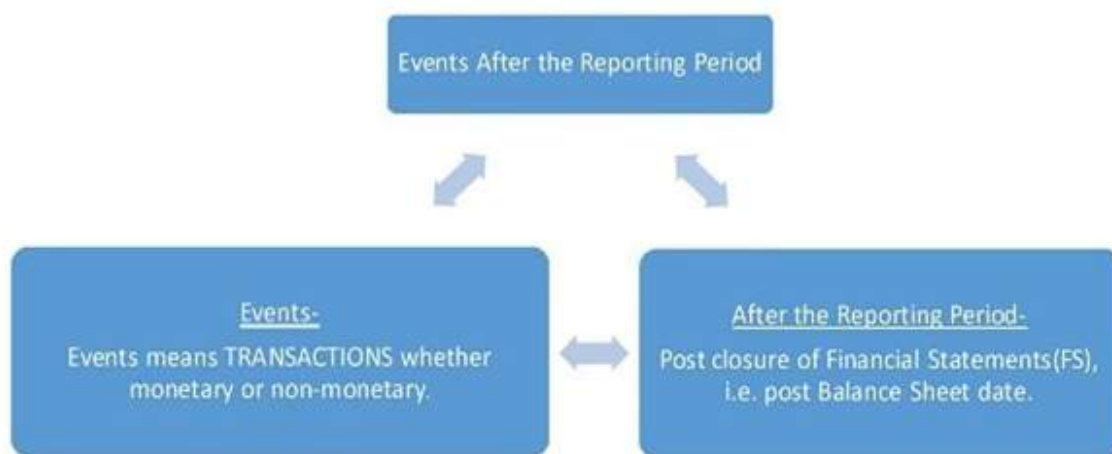 Events After the Reporting Period
Events-
Events means TRANSACTIONS whether
monetary or non-monetary.
After the Reporting Period-
Post closure of Financial Statements(FS),
i.e. post Balance Sheet date.